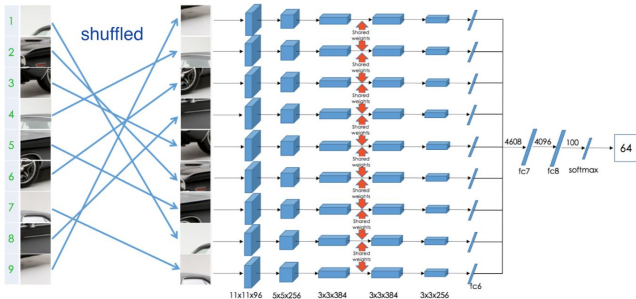 shuffled
1
2
3
4
5
6
7
8
9
Shared
weights
Shared
weights
Shared
weights
Shared
weights
Shared
weights
Shared
weights
Shared
weights
Shared
weights
11x11x96
5x5x256
3x3x384
3x3x384
3x3x256
fc6
4608
fc7
4096
fc8
100
softmax
64